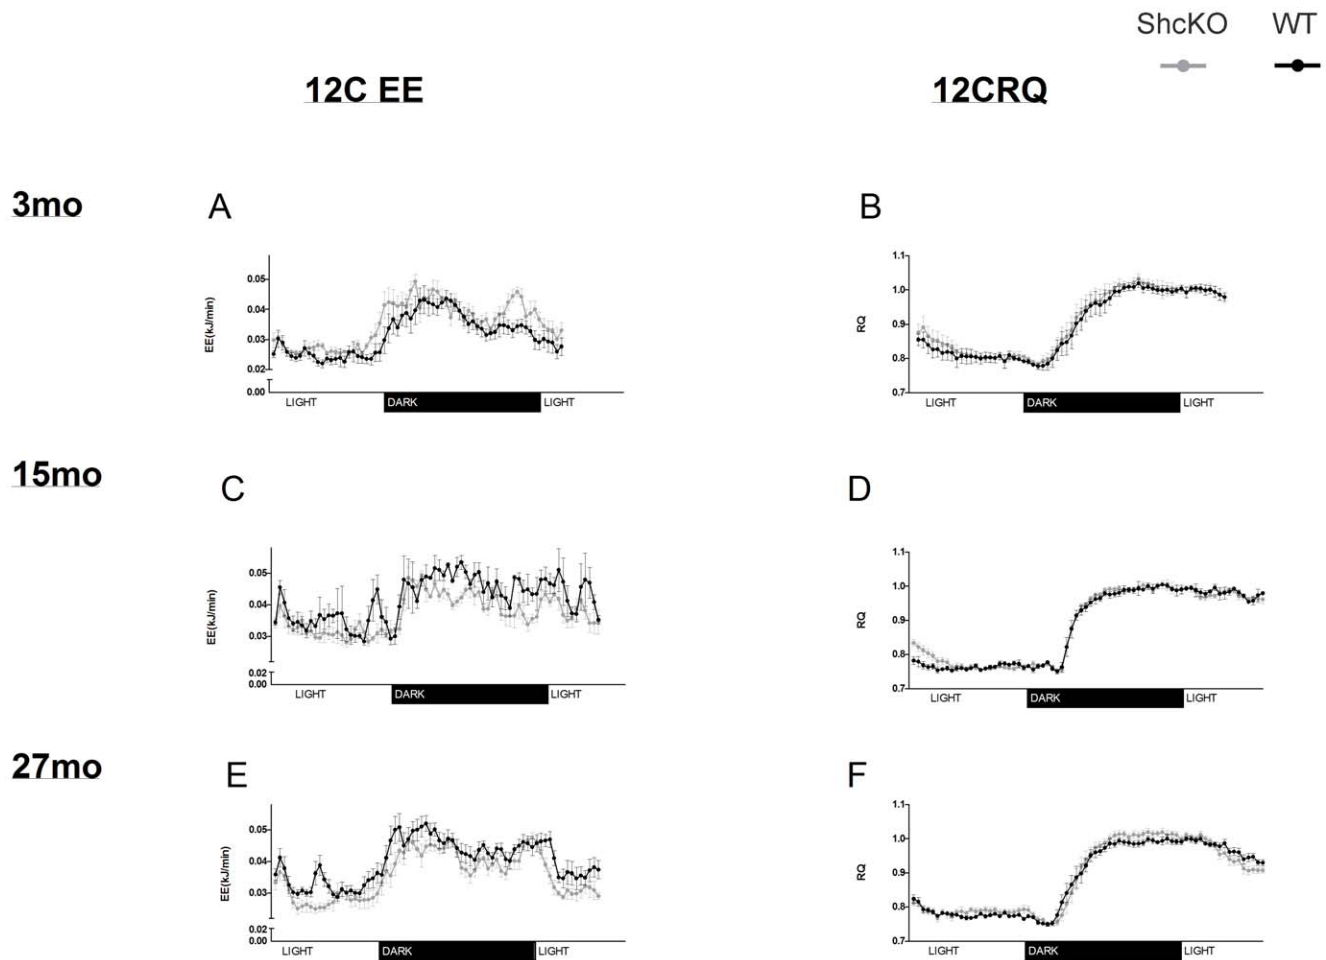 ShcKO WT
12C EE 12CRQ
3mo
A B
EE(kJ/min)
0.05
0.04
0.03
0.02
0.00
LIGHT DARK LIGHT
RQ
1.1
1.0
0.9
0.8
0.7
LIGHT DARK LIGHT
15mo
C D
EE(kJ/min)
0.05
0.04
0.03
0.02
0.00
LIGHT DARK LIGHT
RQ
1.1
1.0
0.9
0.8
0.7
LIGHT DARK LIGHT
27mo
E F
EE(kJ/min)
0.05
0.04
0.03
0.02
0.00
LIGHT DARK LIGHT
RQ
1.1
1.0
0.9
0.8
0.7
LIGHT DARK LIGHT